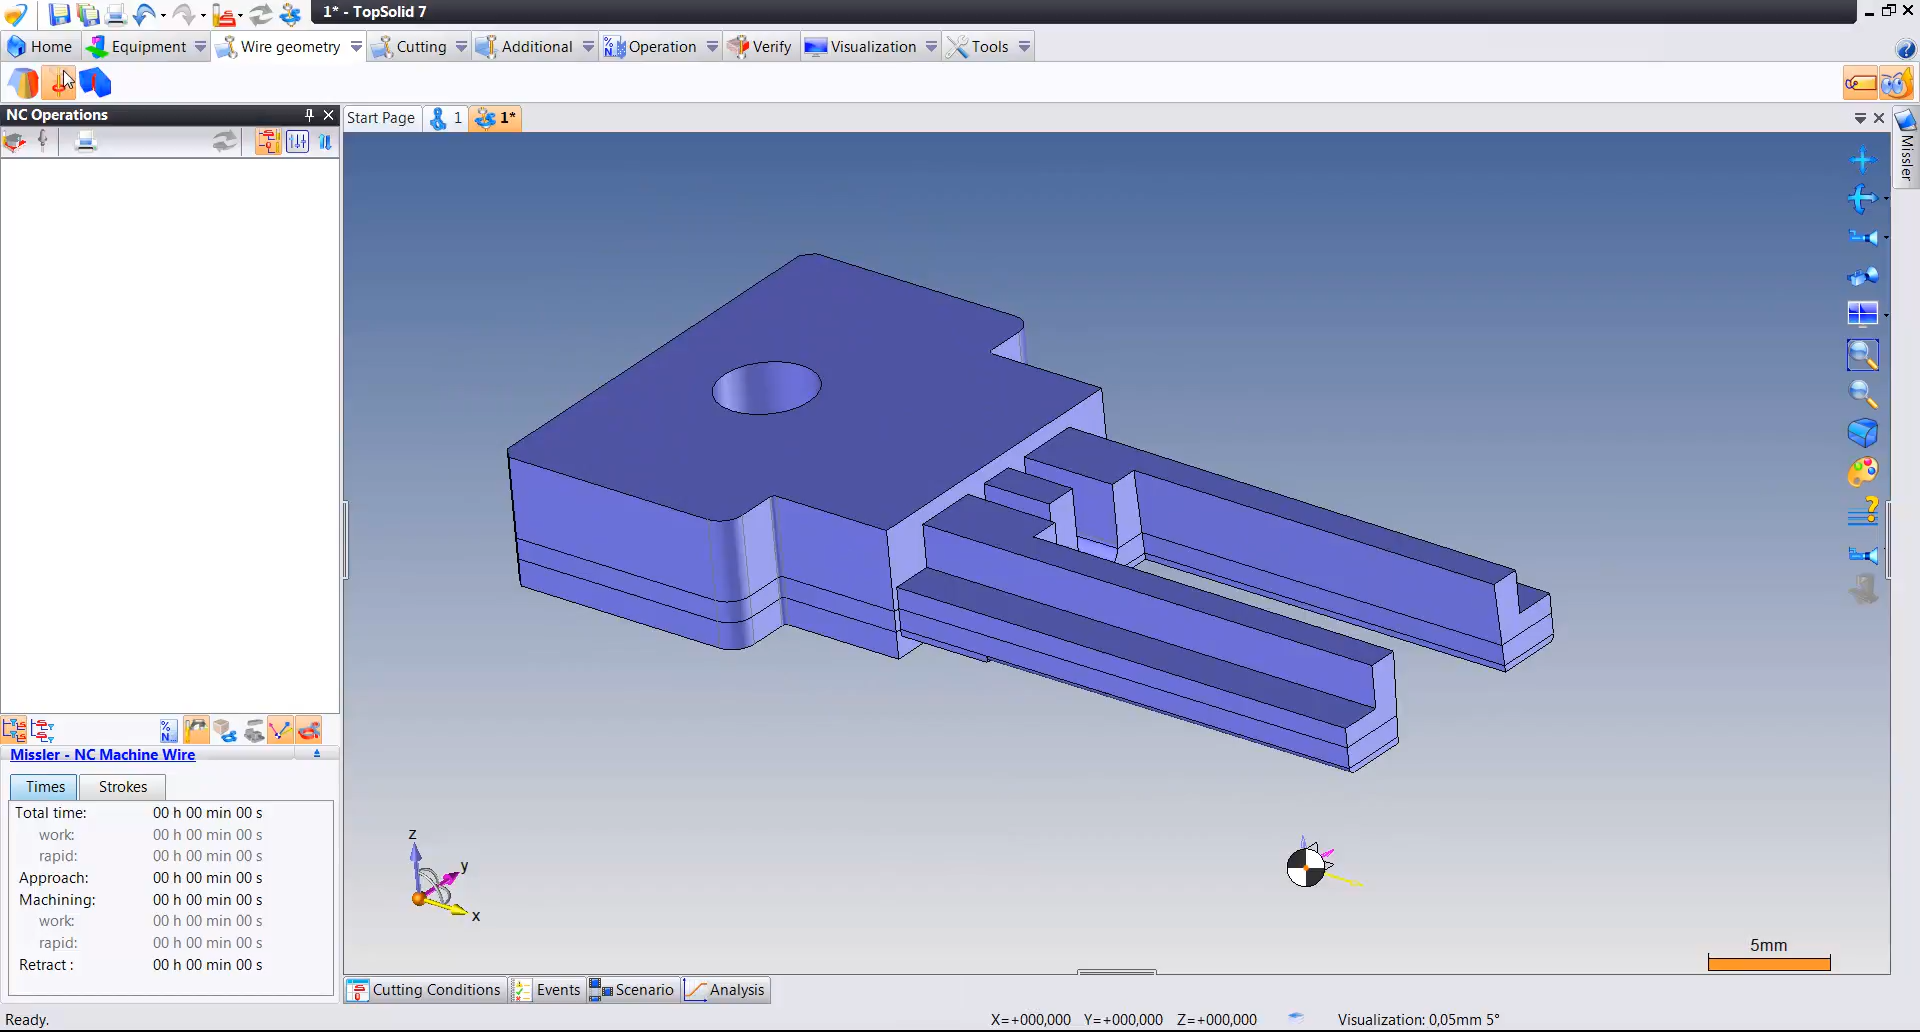 1* - TopSolid 7
Home
Equipment
Wire geometry
Cutting
Additional
Operation
Verify
Visualization
Tools
NC Operations
Start Page
1
1*
Missler
Missler - NC Machine Wire
Times
Strokes
Total time: 00 h 00 min 00 s
work: 00 h 00 min 00 s
rapid: 00 h 00 min 00 s
Approach: 00 h 00 min 00 s
Machining: 00 h 00 min 00 s
work: 00 h 00 min 00 s
rapid: 00 h 00 min 00 s
Retract : 00 h 00 min 00 s
z
y
x
5mm
Cutting Conditions
Events
Scenario
Analysis
Ready.
X=+000,000 Y=+000,000 Z=+000,000
Visualization: 0,05mm 5°